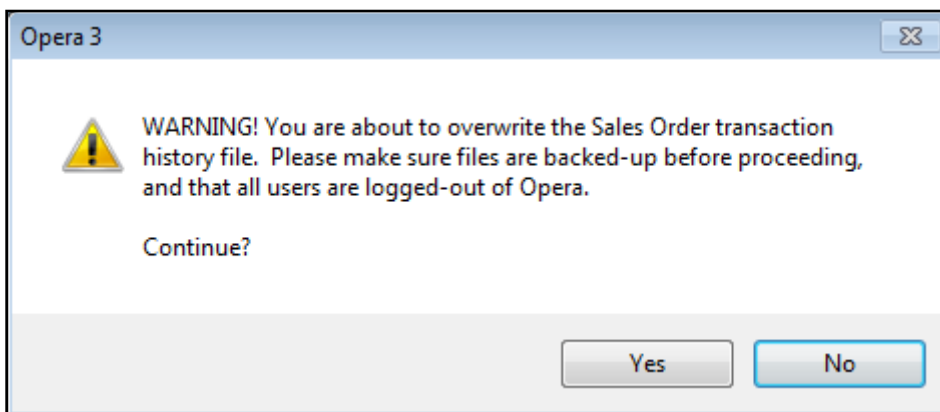 Opera 3
WARNING! You are about to overwrite the Sales Order transaction
history file.  Please make sure files are backed-up before proceeding,
and that all users are logged-out of Opera.
Continue?
Yes
No